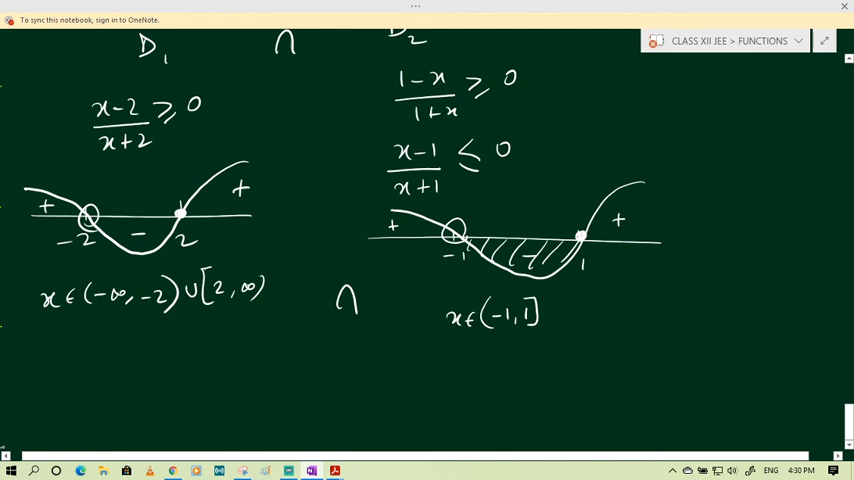 ...
To sync this notebook, sign in to OneNote.
CLASS XII JEE > FUNCTIONS
D₁ ∩ D₂
(x-2)/(x+2) ≥ 0
+ - +
-2 2
x ∈ (-∞, -2) ∪ [2, ∞)
∩
(1-x)/(1+x) ≥ 0
(x-1)/(x+1) ≤ 0
+ - +
-1 1
x ∈ (-1, 1]
ENG 4:30 PM